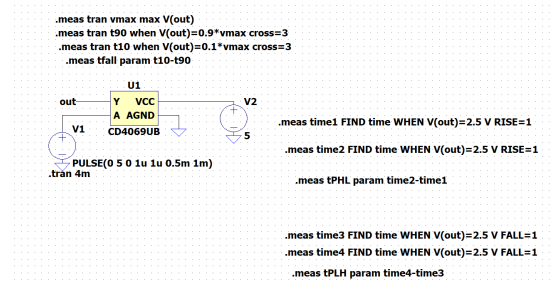 .meas tran vmax max V(out)
.meas tran t90 when V(out)=0.9*vmax cross=3
.meas tran t10 when V(out)=0.1*vmax cross=3
.meas tfall param t10-t90
U1
out
Y VCC
A AGND
CD4069UB
V2
5
V1
PULSE(0 5 0 1u 1u 0.5m 1m)
.tran 4m
.meas time1 FIND time WHEN V(out)=2.5 V RISE=1
.meas time2 FIND time WHEN V(out)=2.5 V RISE=1
.meas tPHL param time2-time1
.meas time3 FIND time WHEN V(out)=2.5 V FALL=1
.meas time4 FIND time WHEN V(out)=2.5 V FALL=1
.meas tPLH param time4-time3